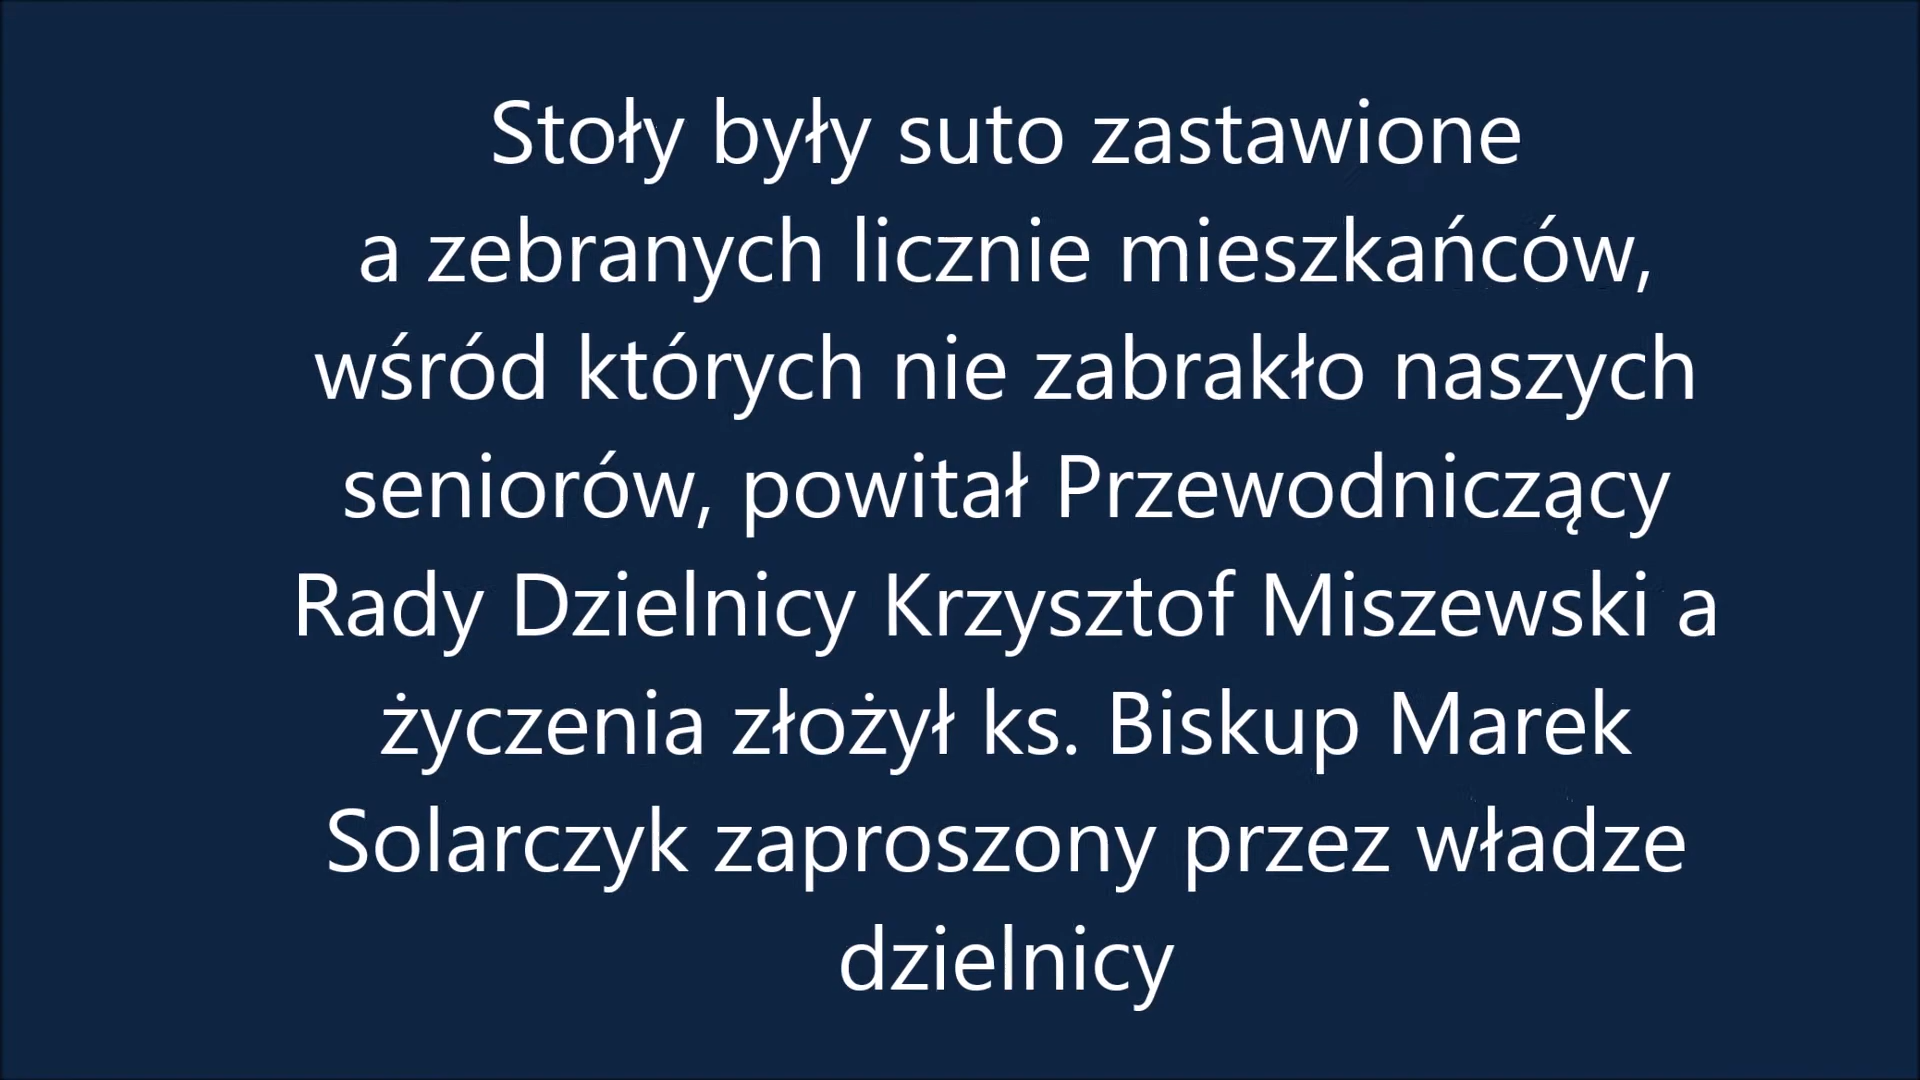 Stoły były suto zastawione
a zebranych licznie mieszkańców,
wśród których nie zabrakło naszych
seniorów, powitał Przewodniczący
Rady Dzielnicy Krzysztof Miszewski a
życzenia złożył ks. Biskup Marek
Solarczyk zaproszony przez władze
dzielnicy